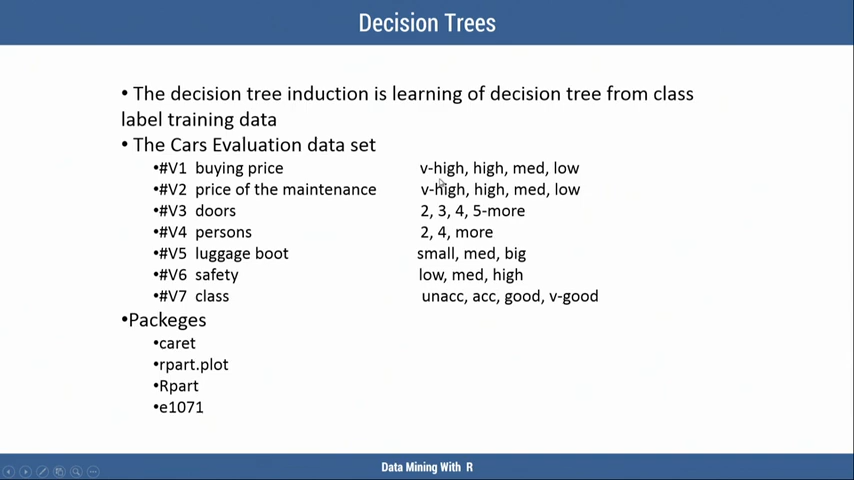 Decision Trees
• The decision tree induction is learning of decision tree from class
label training data
• The Cars Evaluation data set
•#V1 buying price v-high, high, med, low
•#V2 price of the maintenance v-high, high, med, low
•#V3 doors 2, 3, 4, 5-more
•#V4 persons 2, 4, more
•#V5 luggage boot small, med, big
•#V6 safety low, med, high
•#V7 class unacc, acc, good, v-good
•Packeges
•caret
•rpart.plot
•Rpart
•e1071
Data Mining With R